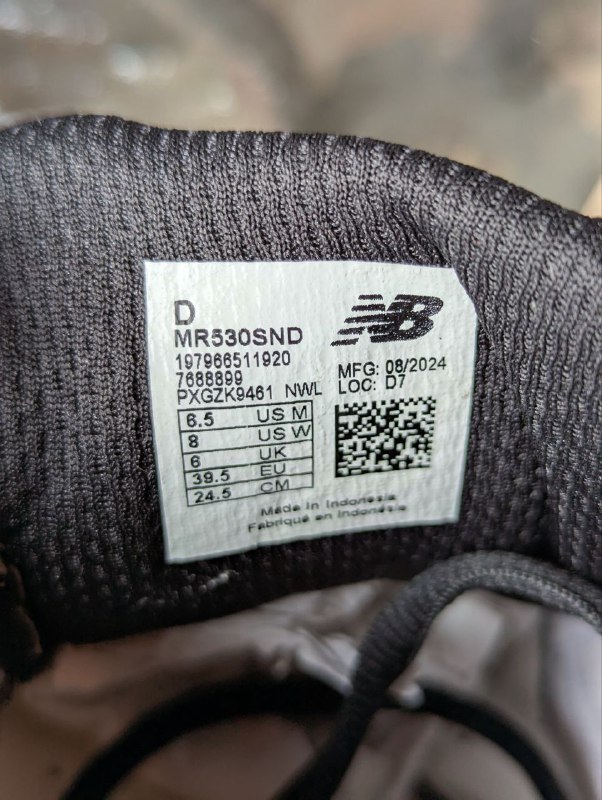 D
NB
MR530SND
197966511920
7688899
PXGZK9461 NWL
MFG: 08/2024
LOC: D7
6.5 US M
8 US W
6 UK
39.5 EU
24.5 CM
Made in Indonesia
Fabriqué en Indonésie